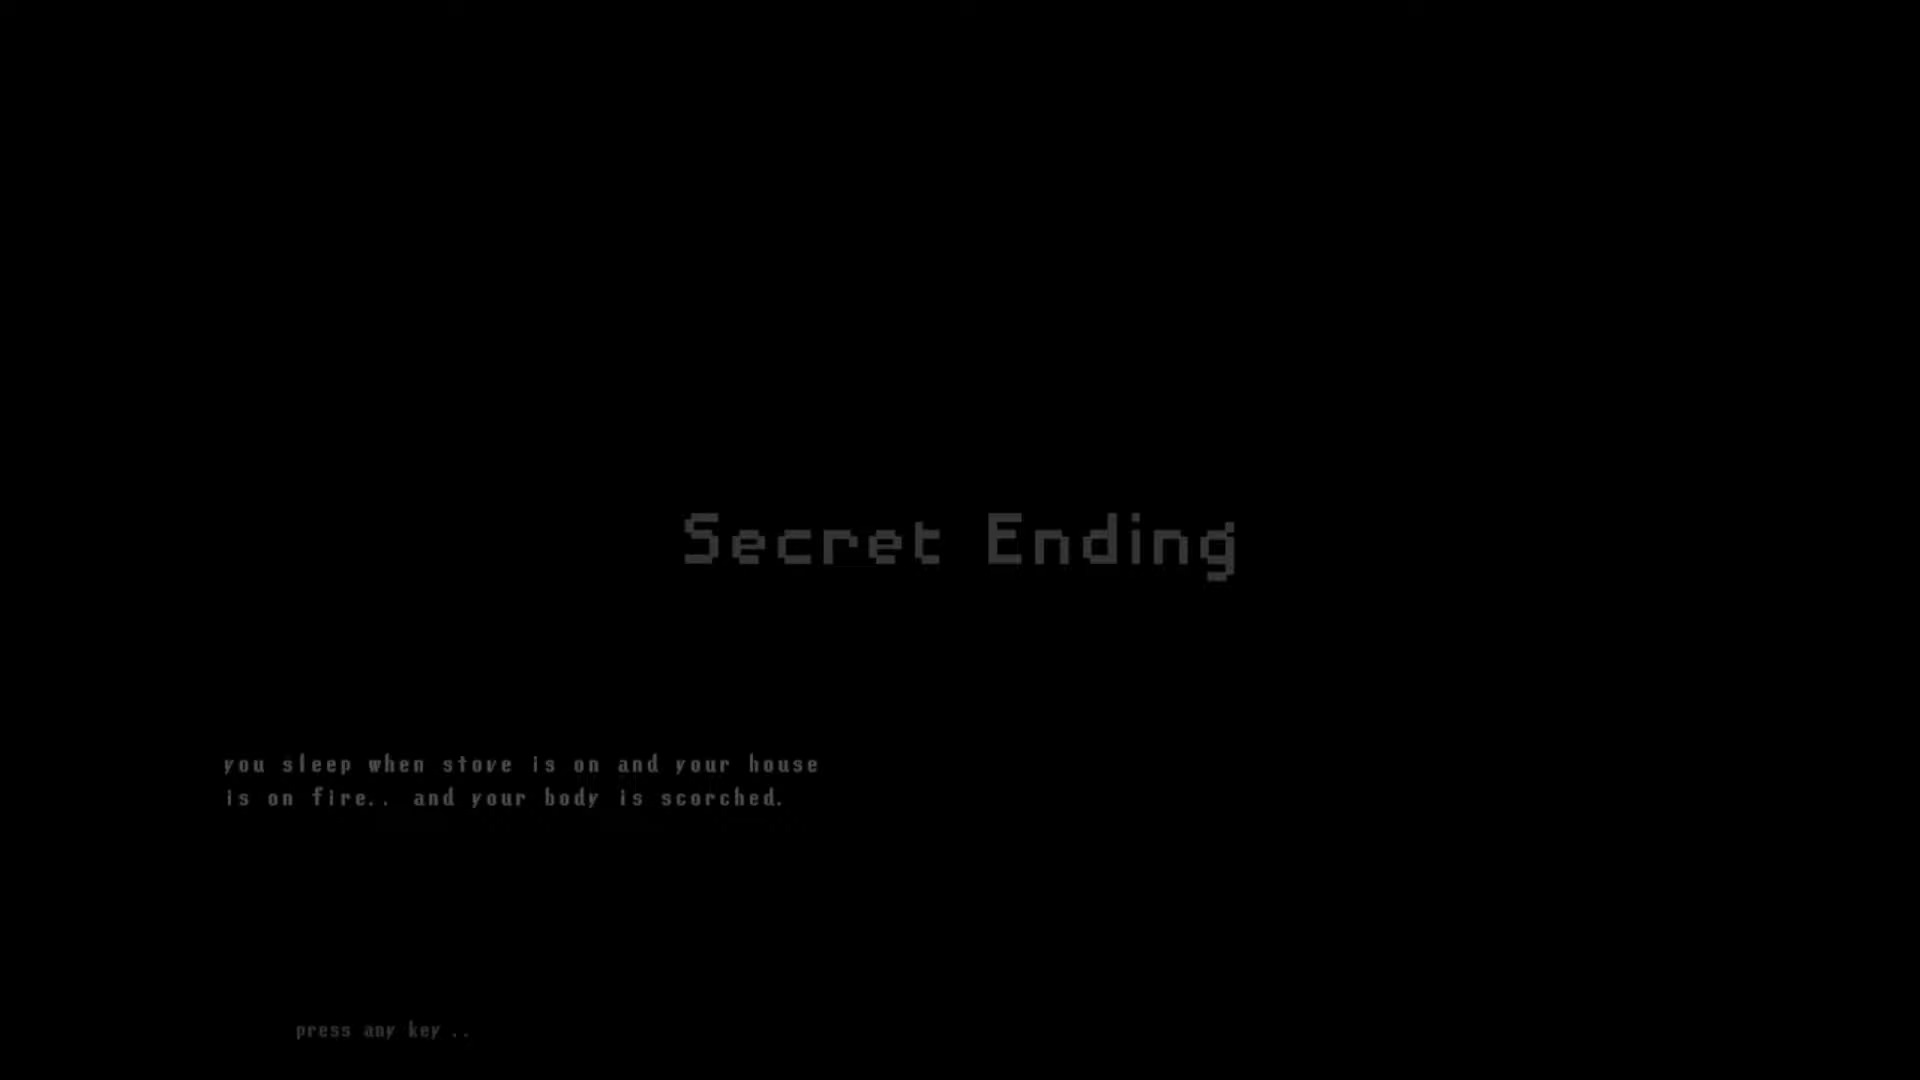 Secret Ending
you sleep when stove is on and your house
is on fire.. and your body is scorched.
press any key ..